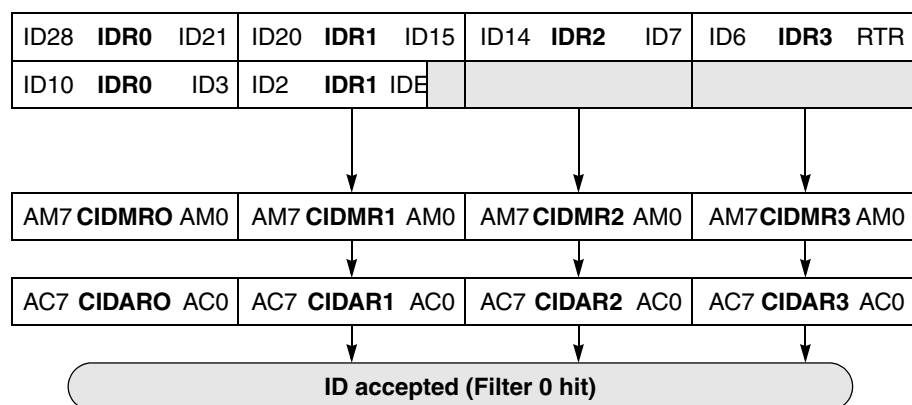 ID28 IDR0 ID21 ID20 IDR1 ID15 ID14 IDR2 ID7 ID6 IDR3 RTR
ID10 IDR0 ID3 ID2 IDR1 IDE
AM7 CIDMRO AM0 AM7 CIDMR1 AM0 AM7 CIDMR2 AM0 AM7 CIDMR3 AM0
AC7 CIDARO AC0 AC7 CIDAR1 AC0 AC7 CIDAR2 AC0 AC7 CIDAR3 AC0
ID accepted (Filter 0 hit)